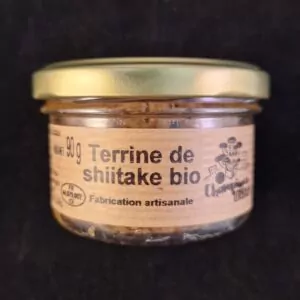 90 g
Terrine de
shiitake bio
Fabrication artisanale